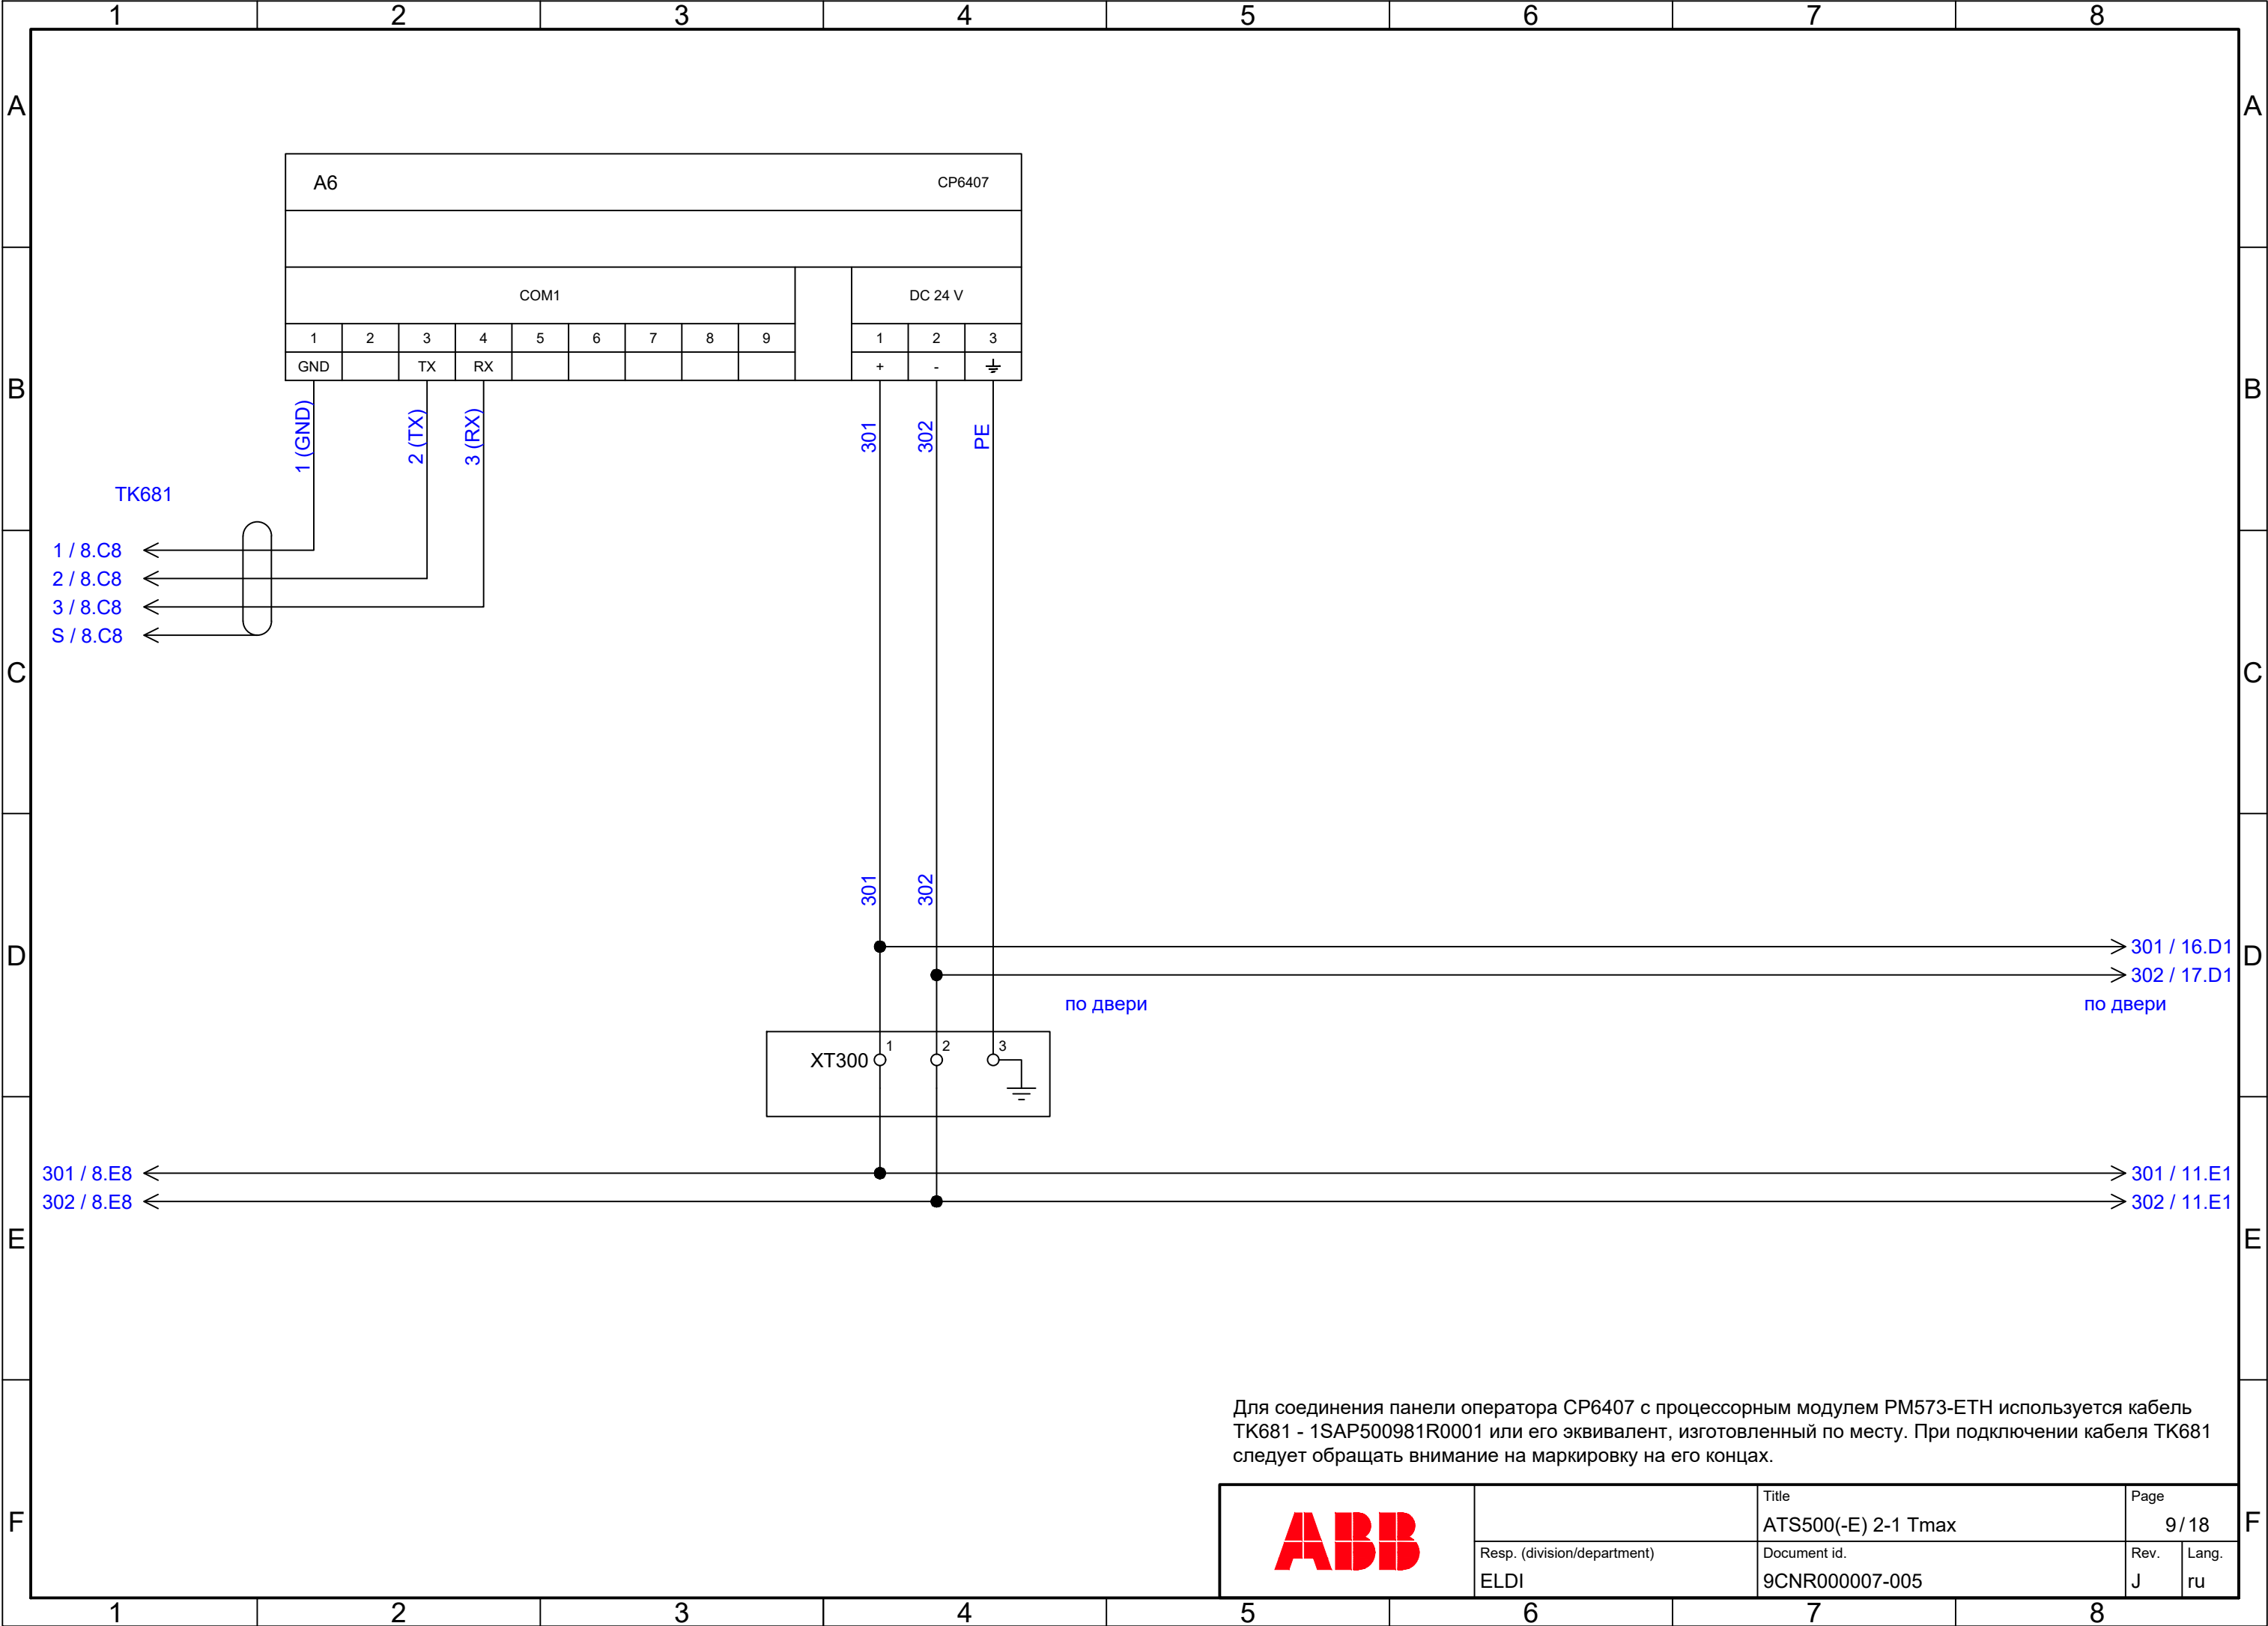 1 2 3 4 5 6 7 8
A A
A6 CP6407
COM1 DC 24 V
1 2 3 4 5 6 7 8 9 1 2 3
GND TX RX + -
B B
1 (GND) 2 (TX) 3 (RX) 301 302 PE
TK681
1 / 8.C8
2 / 8.C8
3 / 8.C8
S / 8.C8
C C
301 302
D D
301 / 16.D1
302 / 17.D1
по двери по двери
XT300 1 2 3
301 / 8.E8 301 / 11.E1
302 / 8.E8 302 / 11.E1
E E
Для соединения панели оператора CP6407 с процессорным модулем PM573-ETH используется кабель
TK681 - 1SAP500981R0001 или его эквивалент, изготовленный по месту. При подключении кабеля TK681
следует обращать внимание на маркировку на его концах.
F F
ABB
Title
ATS500(-E) 2-1 Tmax
Page
9/18
Resp. (division/department)
ELDI
Document id.
9CNR000007-005
Rev.
J
Lang.
ru
1 2 3 4 5 6 7 8